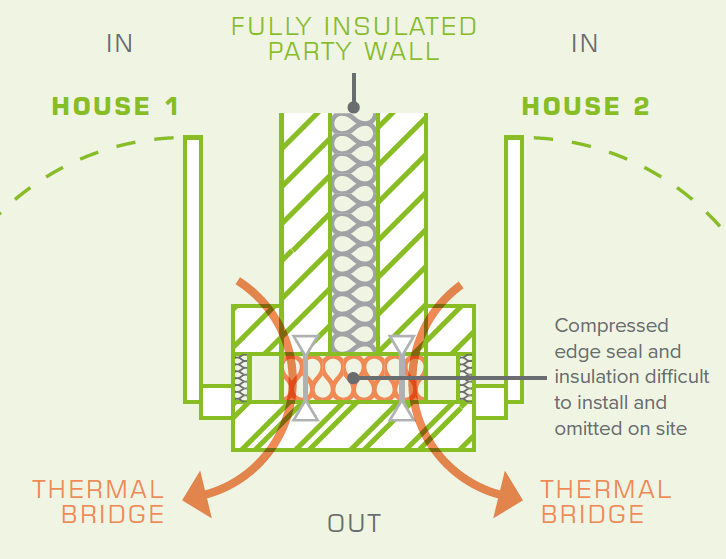 IN
FULLY INSULATED
PARTY WALL
IN
HOUSE 1
HOUSE 2
Compressed
edge seal and
insulation difficult
to install and
omitted on site
THERMAL
BRIDGE
OUT
THERMAL
BRIDGE